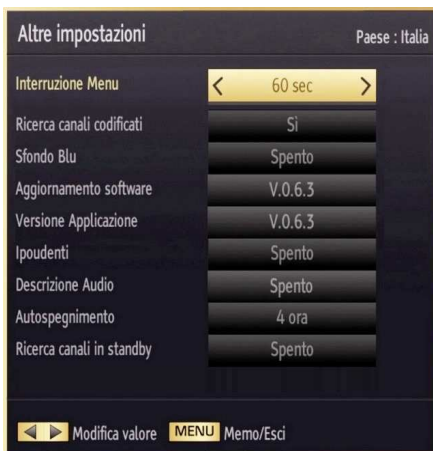 Altre impostazioni Paese : Italia
Interruzione Menu 60 sec
Ricerca canali codificati Sì
Sfondo Blu Spento
Aggiornamento software V.0.6.3
Versione Applicazione V.0.6.3
Ipoudenti Spento
Descrizione Audio Spento
Autospegnimento 4 ora
Ricerca canali in standby Spento
Modifica valore MENU Memo/Esci